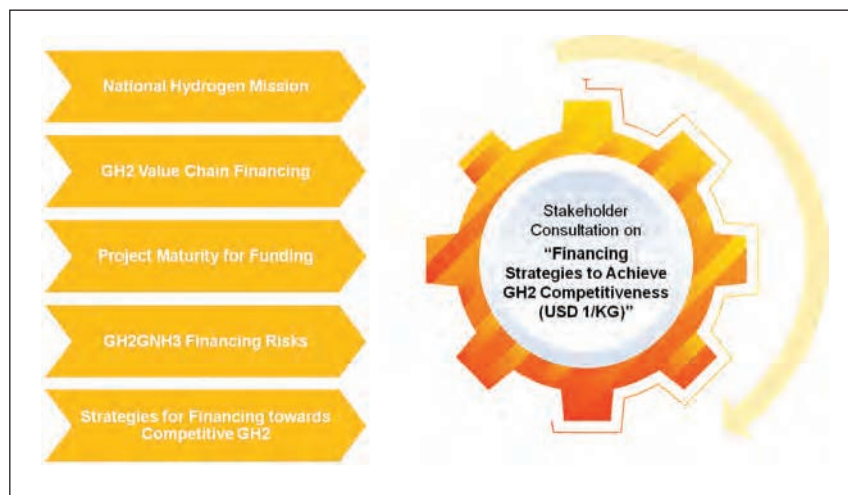 National Hydrogen Mission
GH2 Value Chain Financing
Project Maturity for Funding
GH2GNH3 Financing Risks
Strategies for Financing towards
Competitive GH2
Stakeholder
Consultation on
“Financing
Strategies to Achieve
GH2 Competitiveness
(USD 1/KG)”